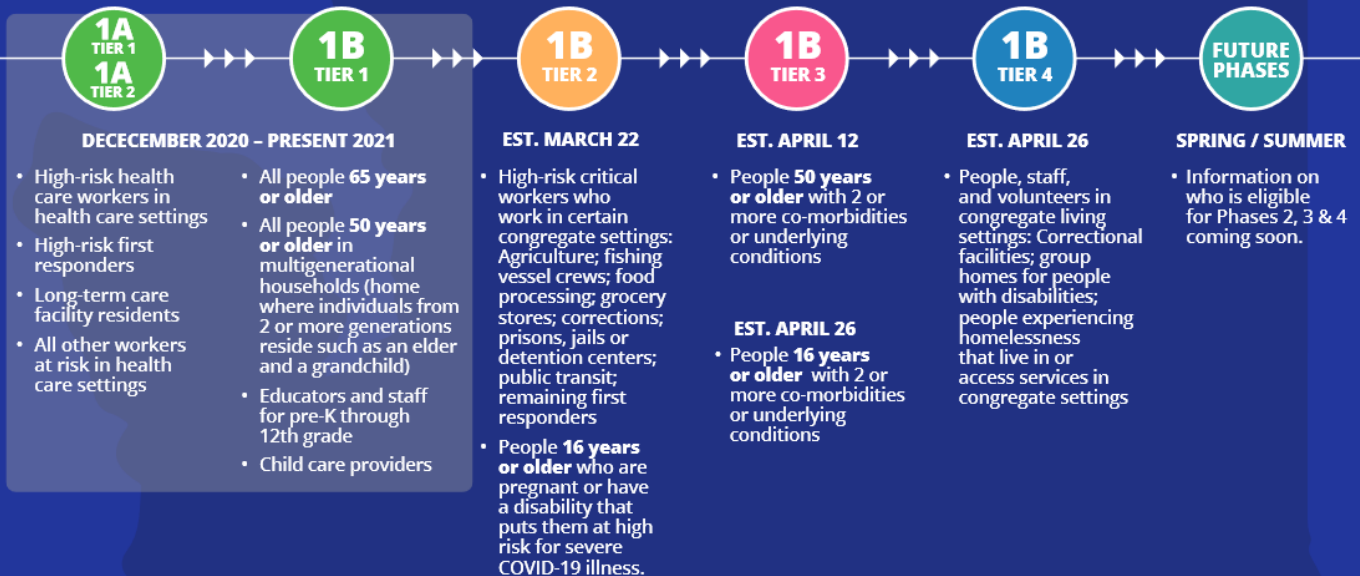 1A
TIER 1
1A
TIER 2
1B
TIER 1
1B
TIER 2
1B
TIER 3
1B
TIER 4
FUTURE
PHASES
DECECEMBER 2020 – PRESENT 2021
• High-risk health
care workers in
health care settings
• High-risk first
responders
• Long-term care
facility residents
• All other workers
at risk in health
care settings
• All people 65 years
or older
• All people 50 years
or older in
multigenerational
households (home
where individuals from
2 or more generations
reside such as an elder
and a grandchild)
• Educators and staff
for pre-K through
12th grade
• Child care providers
EST. MARCH 22
• High-risk critical
workers who
work in certain
congregate settings:
Agriculture; fishing
vessel crews; food
processing; grocery
stores; corrections;
prisons, jails or
detention centers;
public transit;
remaining first
responders
• People 16 years
or older who are
pregnant or have
a disability that
puts them at high
risk for severe
COVID-19 illness.
EST. APRIL 12
• People 50 years
or older with 2 or
more co-morbidities
or underlying
conditions
EST. APRIL 26
• People 16 years
or older with 2 or
more co-morbidities
or underlying
conditions
EST. APRIL 26
• People, staff,
and volunteers in
congregate living
settings: Correctional
facilities; group
homes for people
with disabilities;
people experiencing
homelessness
that live in or
access services in
congregate settings
SPRING / SUMMER
• Information on
who is eligible
for Phases 2, 3 & 4
coming soon.